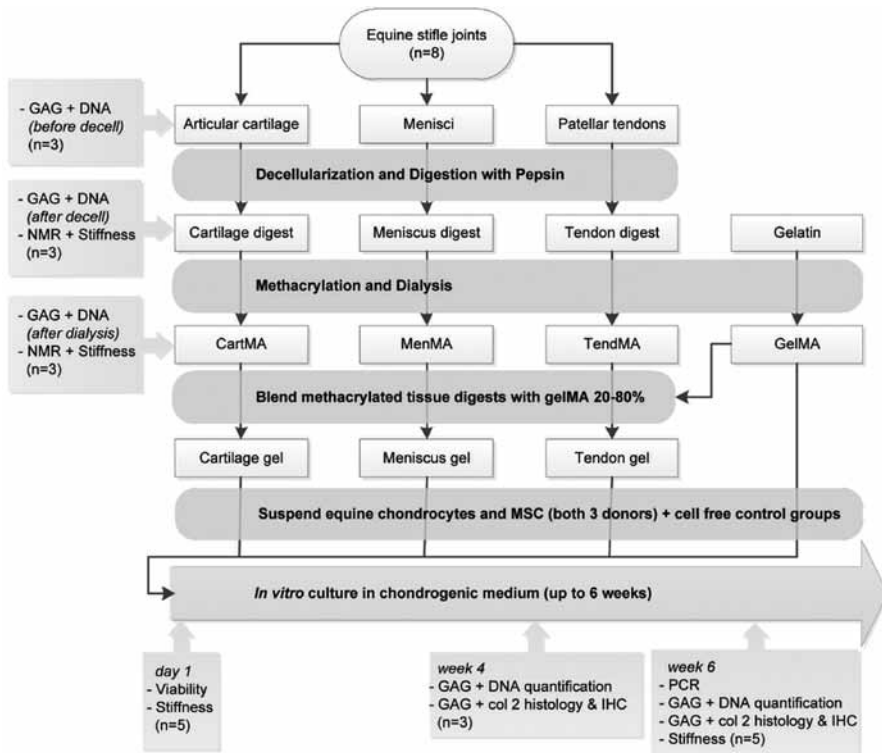 Equine stifle joints
(n=8)
- GAG + DNA
(before decell)
(n=3)
Articular cartilage
Menisci
Patellar tendons
Decellularization and Digestion with Pepsin
- GAG + DNA
(after decell)
- NMR + Stiffness
(n=3)
Cartilage digest
Meniscus digest
Tendon digest
Gelatin
Methacrylation and Dialysis
- GAG + DNA
(after dialysis)
- NMR + Stiffness
(n=3)
CartMA
MenMA
TendMA
GelMA
Blend methacrylated tissue digests with gelMA 20-80%
Cartilage gel
Meniscus gel
Tendon gel
Suspend equine chondrocytes and MSC (both 3 donors) + cell free control groups
In vitro culture in chondrogenic medium (up to 6 weeks)
day 1
- Viability
- Stiffness
(n=5)
week 4
- GAG + DNA quantification
- GAG + col 2 histology & IHC
(n=3)
week 6
- PCR
- GAG + DNA quantification
- GAG + col 2 histology & IHC
- Stiffness (n=5)